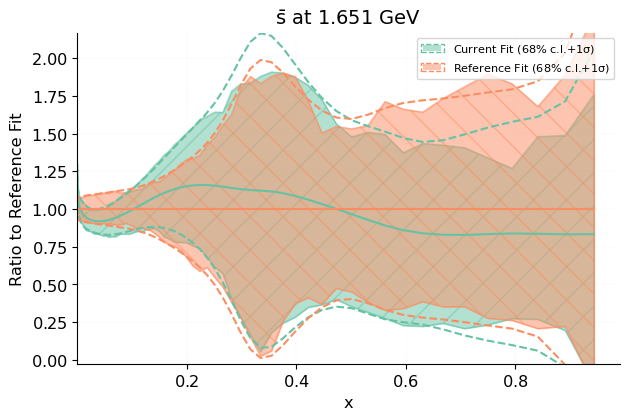 s̄ at 1.651 GeV
Current Fit (68% c.l.+1σ)
Reference Fit (68% c.l.+1σ)
Ratio to Reference Fit
2.00
1.75
1.50
1.25
1.00
0.75
0.50
0.25
0.00
0.2 0.4 0.6 0.8
x